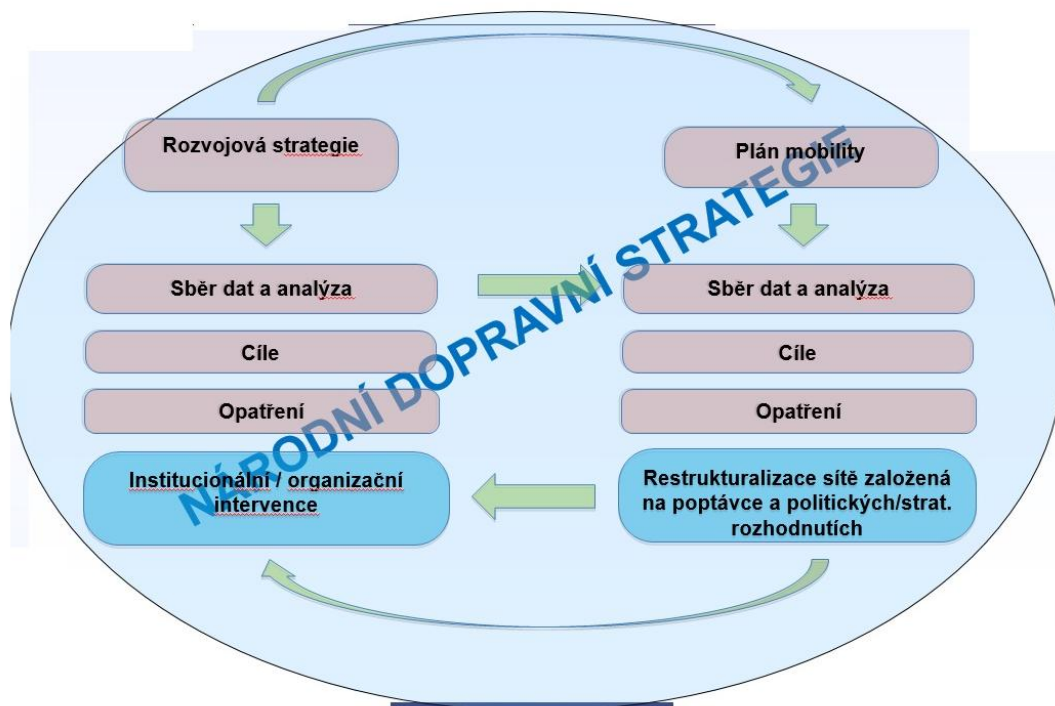 Rozvojová strategie
Sběr dat a analýza
Cíle
Opatření
Institucionální / organizační
intervence
Plán mobility
Sběr dat a analýza
Cíle
Opatření
Restrukturalizace sítě založená
na poptávce a politických/strat.
rozhodnutích
NÁRODNÍ DOPRAVNÍ STRATEGIE